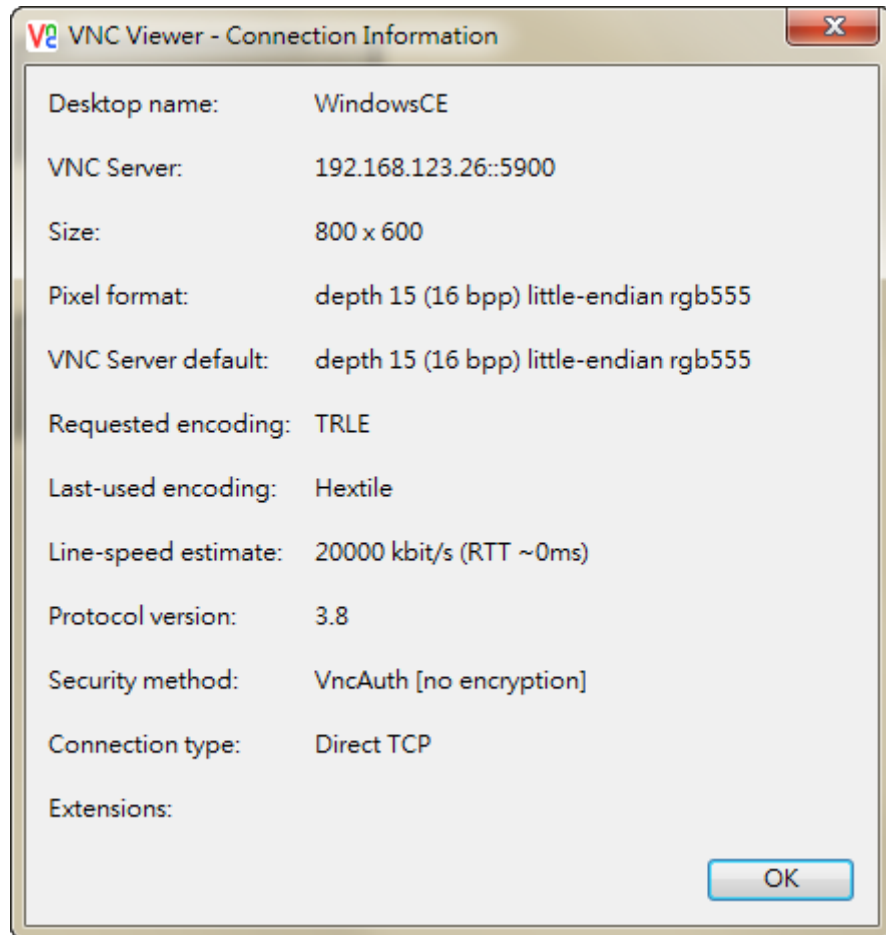 VNC Viewer - Connection Information
Desktop name: WindowsCE
VNC Server: 192.168.123.26::5900
Size: 800 x 600
Pixel format: depth 15 (16 bpp) little-endian rgb555
VNC Server default: depth 15 (16 bpp) little-endian rgb555
Requested encoding: TRLE
Last-used encoding: Hextile
Line-speed estimate: 20000 kbit/s (RTT ~0ms)
Protocol version: 3.8
Security method: VncAuth [no encryption]
Connection type: Direct TCP
Extensions:
OK